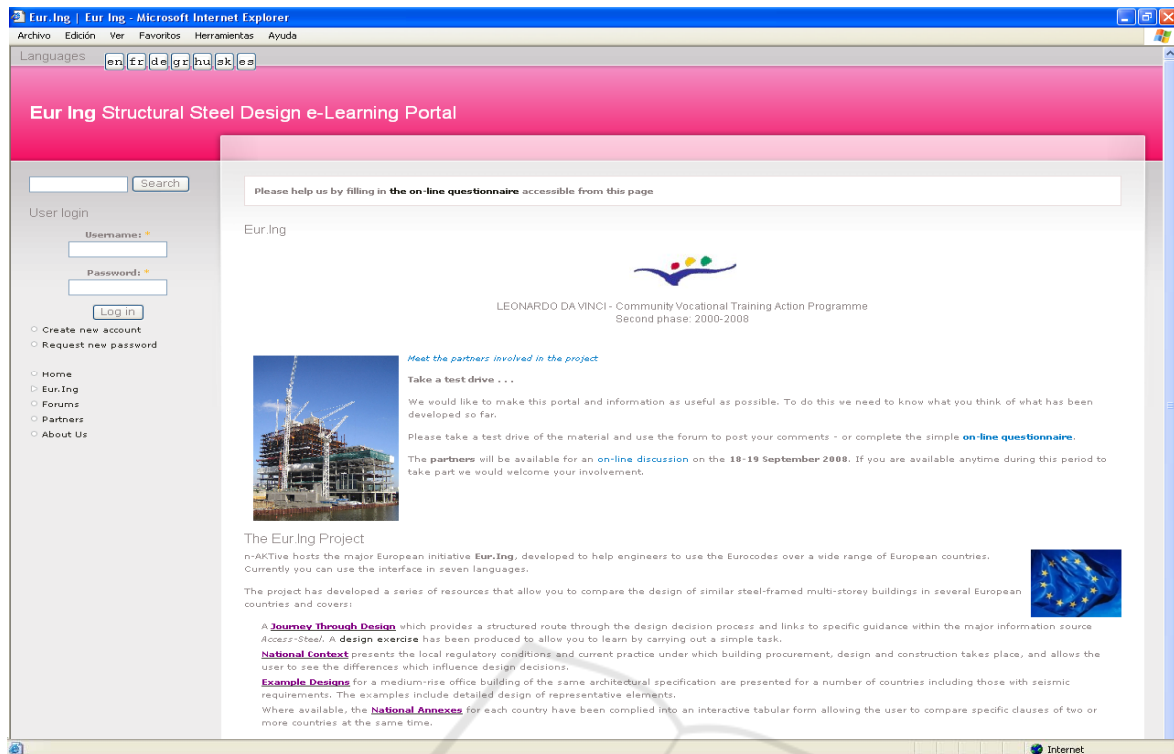 Eur.Ing | Eur Ing - Microsoft Internet Explorer
Archivo Edición Ver Favoritos Herramientas Ayuda
Languages en fr de gr hu sk es
Eur Ing Structural Steel Design e-Learning Portal
Search
User login
Username: *
Password: *
Log in
Create new account
Request new password
Home
Eur.Ing
Forums
Partners
About Us
Please help us by filling in the on-line questionnaire accessible from this page
Eur.Ing
LEONARDO DA VINCI - Community Vocational Training Action Programme
Second phase: 2000-2008
Meet the partners involved in the project
Take a test drive . . .
We would like to make this portal and information as useful as possible. To do this we need to know what you think of what has been
developed so far.
Please take a test drive of the material and use the forum to post your comments - or complete the simple on-line questionnaire.
The partners will be available for an on-line discussion on the 18-19 September 2008. If you are available anytime during this period to
take part we would welcome your involvement.
The Eur.Ing Project
n-AKTive hosts the major European initiative Eur.Ing, developed to help engineers to use the Eurocodes over a wide range of European countries.
Currently you can use the interface in seven languages.
The project has developed a series of resources that allow you to compare the design of similar steel-framed multi-storey buildings in several European
countries and covers:
A Journey Through Design which provides a structured route through the design decision process and links to specific guidance within the major information source
Access-Steel. A design exercise has been produced to allow you to learn by carrying out a simple task.
National Context presents the local regulatory conditions and current practice under which building procurement, design and construction takes place, and allows the
user to see the differences which influence design decisions.
Example Designs for a medium-rise office building of the same architectural specification are presented for a number of countries including those with seismic
requirements. The examples include detailed design of representative elements.
Where available, the National Annexes for each country have been complied into an interactive tabular form allowing the user to compare specific clauses of two or
more countries at the same time.
Internet